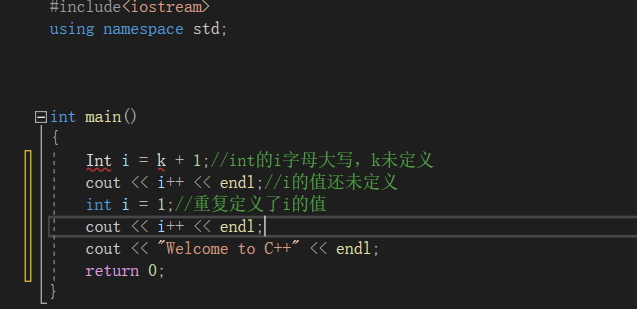 #include<iostream>
using namespace std;
int main()
{
Int i = k + 1;//int的i字母大写，k未定义
cout << i++ << endl;//i的值还未定义
int i = 1;//重复定义了i的值
cout << i++ << endl;
cout << "Welcome to C++" << endl;
return 0;
}